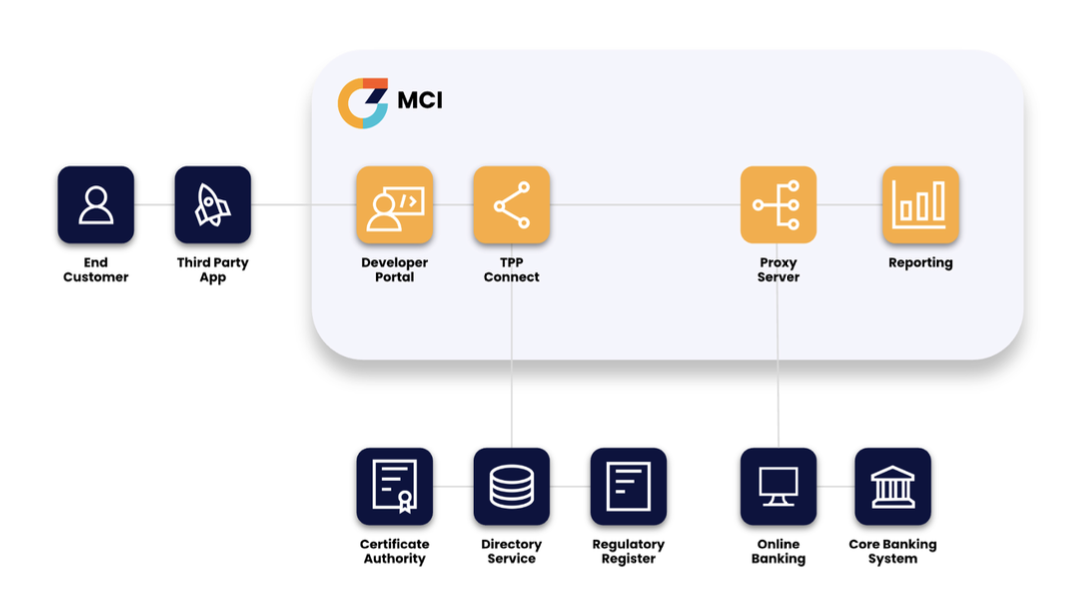 MCI
End
Customer
Third Party
App
Developer
Portal
</>
TPP
Connect
Proxy
Server
Reporting
Certificate
Authority
Directory
Service
Regulatory
Register
Online
Banking
Core Banking
System